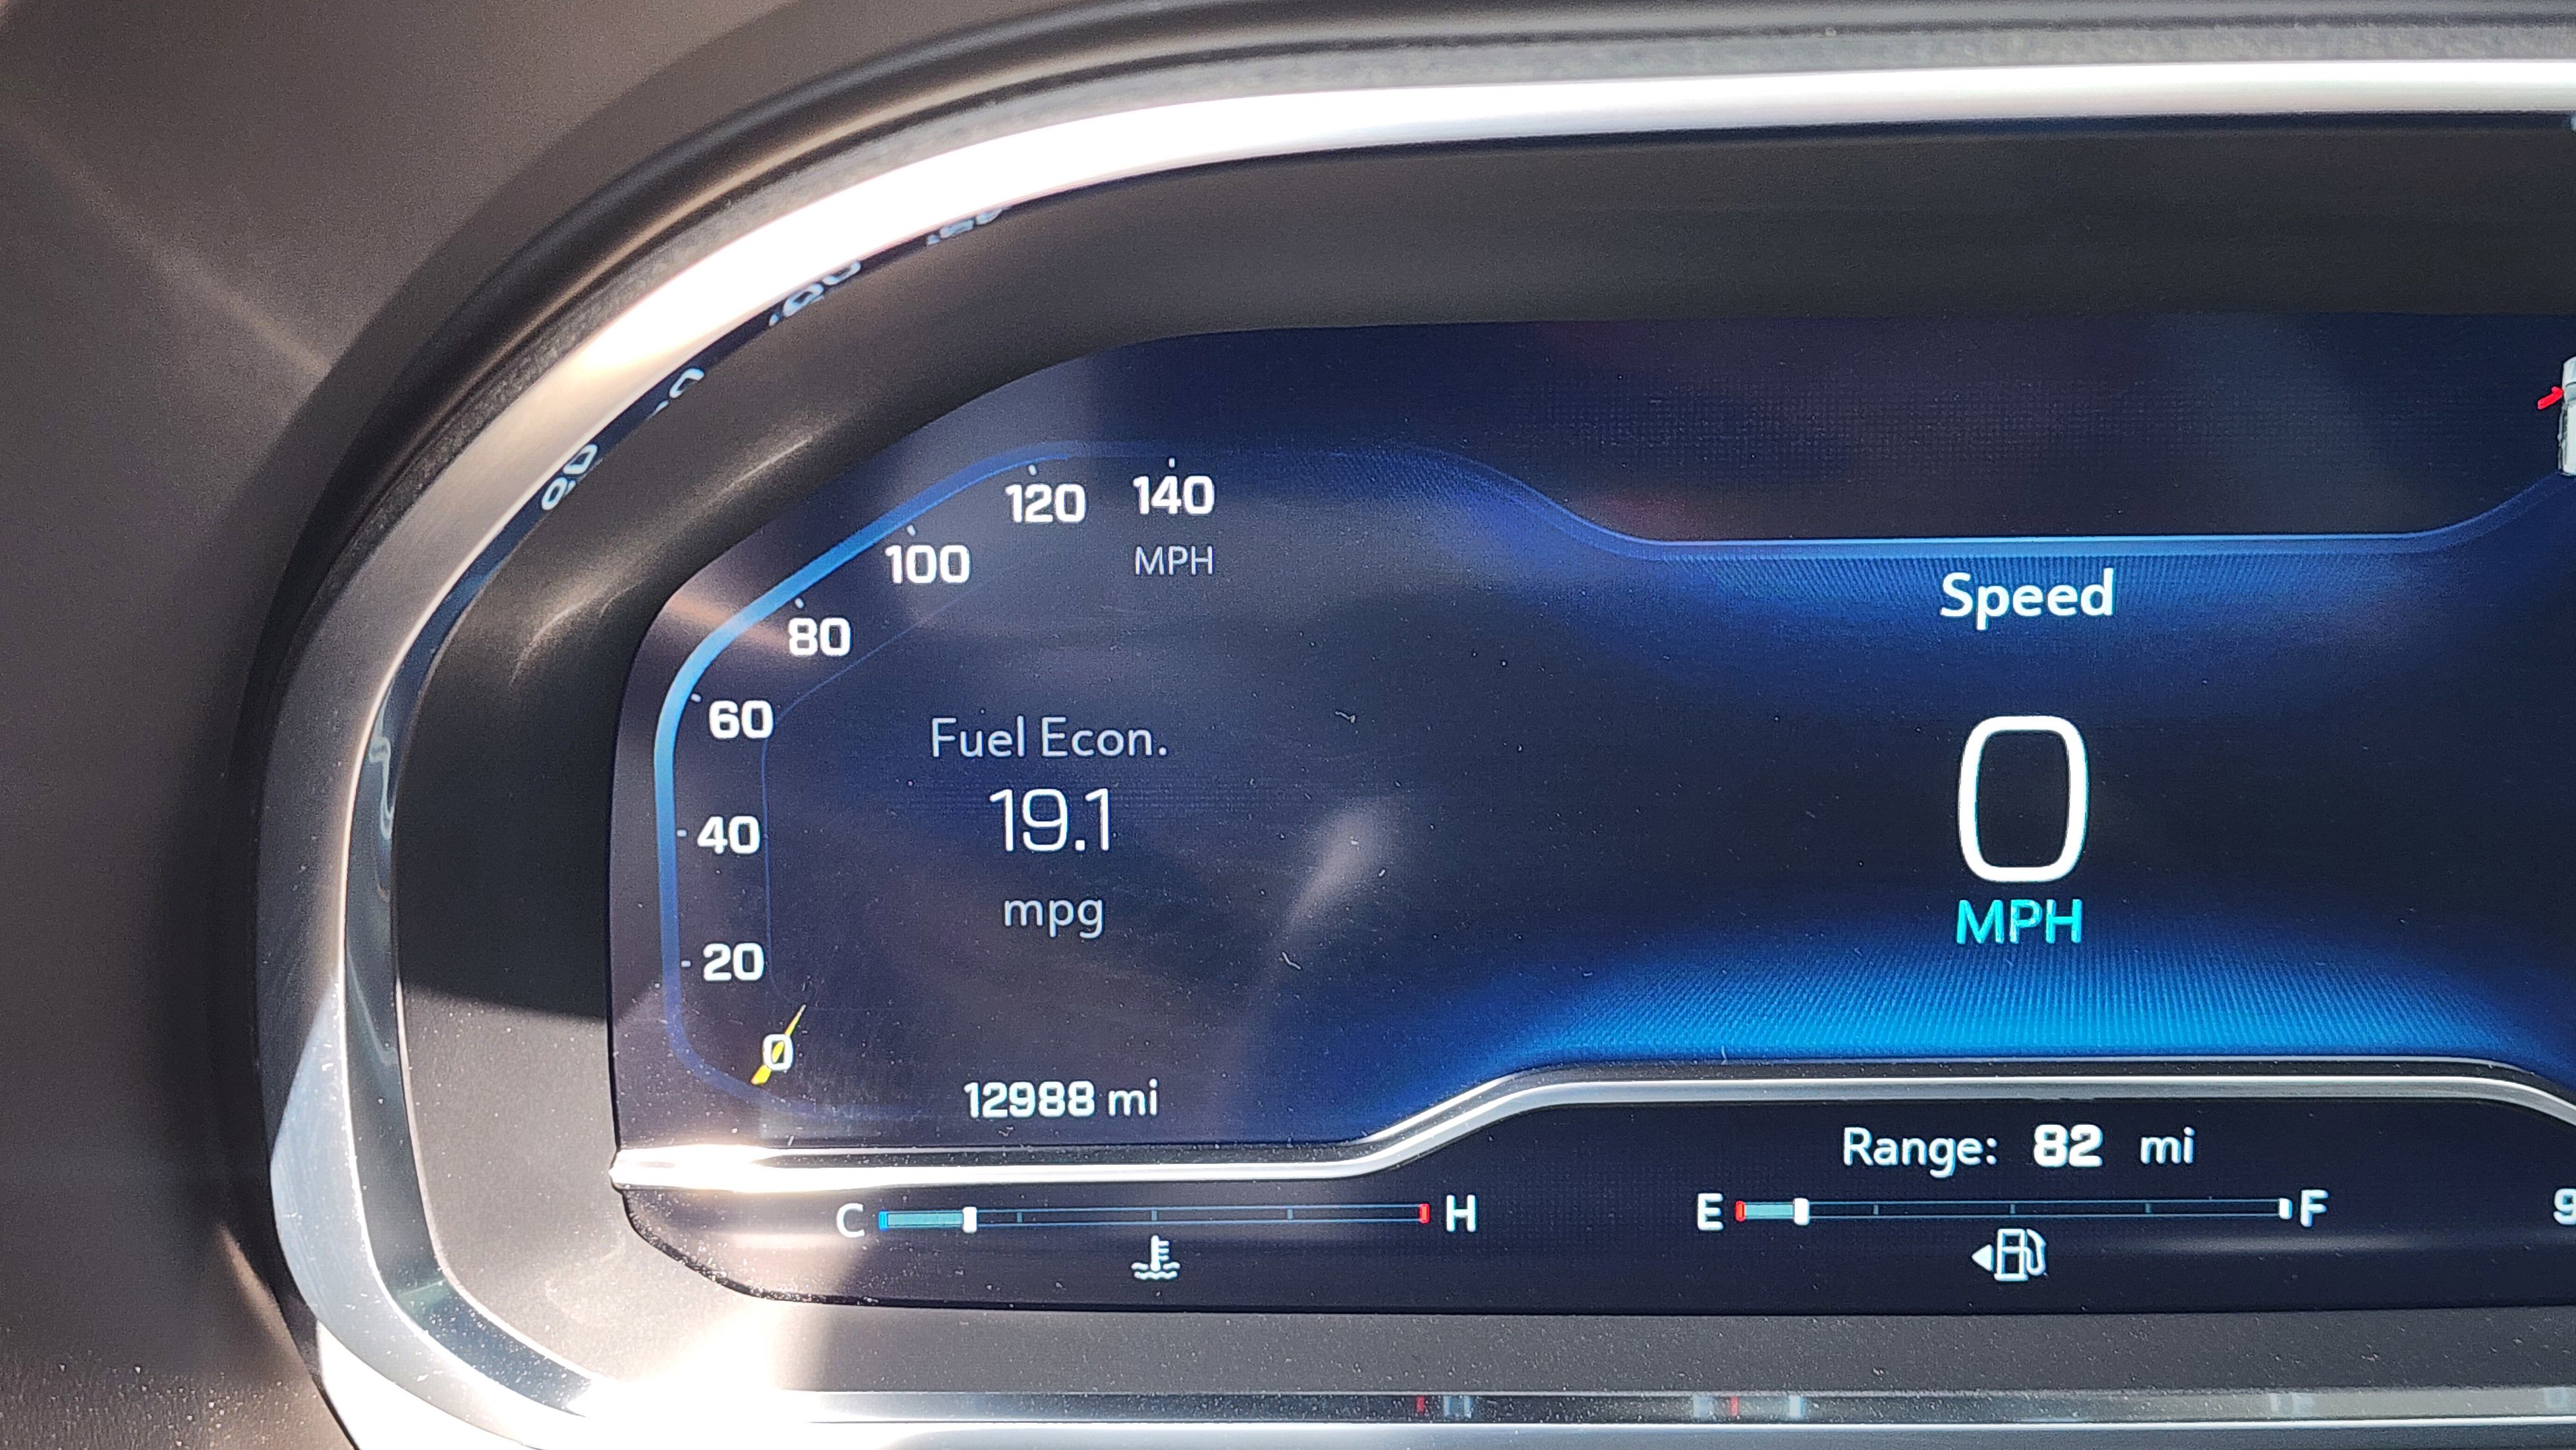 120 140
100 MPH
80
60
40
20
0
Fuel Econ.
19.1
mpg
12988 mi
Speed
0
MPH
Range: 82 mi
C H
E F